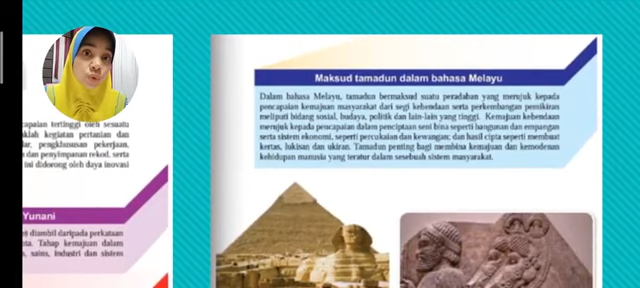 capaian tertinggi oleh sesuatu
kegiatan pertanian dan
pengkhususan pekerjaan,
dan penyimpanan rekod, serta
ini didorong oleh daya inovasi
Yunani
diambil daripada perkataan
Tahap kemajuan dalam
sains, industri dan sistem
Maksud tamadun dalam bahasa Melayu
Dalam bahasa Melayu, tamadun bermaksud suatu peradaban yang merujuk kepada
pencapaian kemajuan masyarakat dari segi kebendaan serta perkembangan pemikiran
meliputi bidang sosial, budaya, politik dan lain-lain yang tinggi. Kemajuan kebendaan
merujuk kepada pencapaian dalam penciptaan seni bina seperti bangunan dan empangan
serta sistem ekonomi, seperti percukaian dan kewangan; dan hasil cipta seperti membuat
kertas, lukisan dan ukiran. Tamadun penting bagi membina kemajuan dan kemodenan
kehidupan manusia yang teratur dalam sesebuah sistem masyarakat.